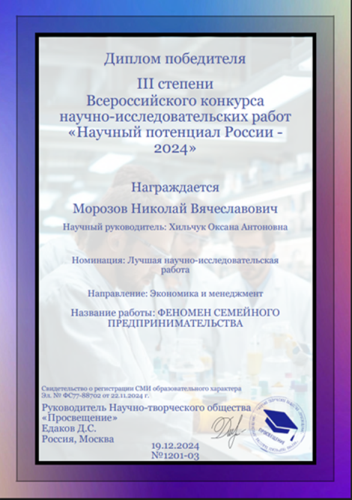 Диплом победителя
III степени
Всероссийского конкурса
научно-исследовательских работ
«Научный потенциал России -
2024»
Награждается
Морозов Николай Вячеславович
Научный руководитель: Хильчук Оксана Антоновна
Номинация: Лучшая научно-исследовательская
работа
Направление: Экономика и менеджмент
Название работы: ФЕНОМЕН СЕМЕЙНОГО
ПРЕДПРИНИМАТЕЛЬСТВА
Свидетельство о регистрации СМИ образовательного характера
Эл. № ФС77-88702 от 22.11.2024 г.
Руководитель Научно-творческого общества
«Просвещение»
Едаков Д.С.
Россия, Москва
19.12.2024
№1201-03